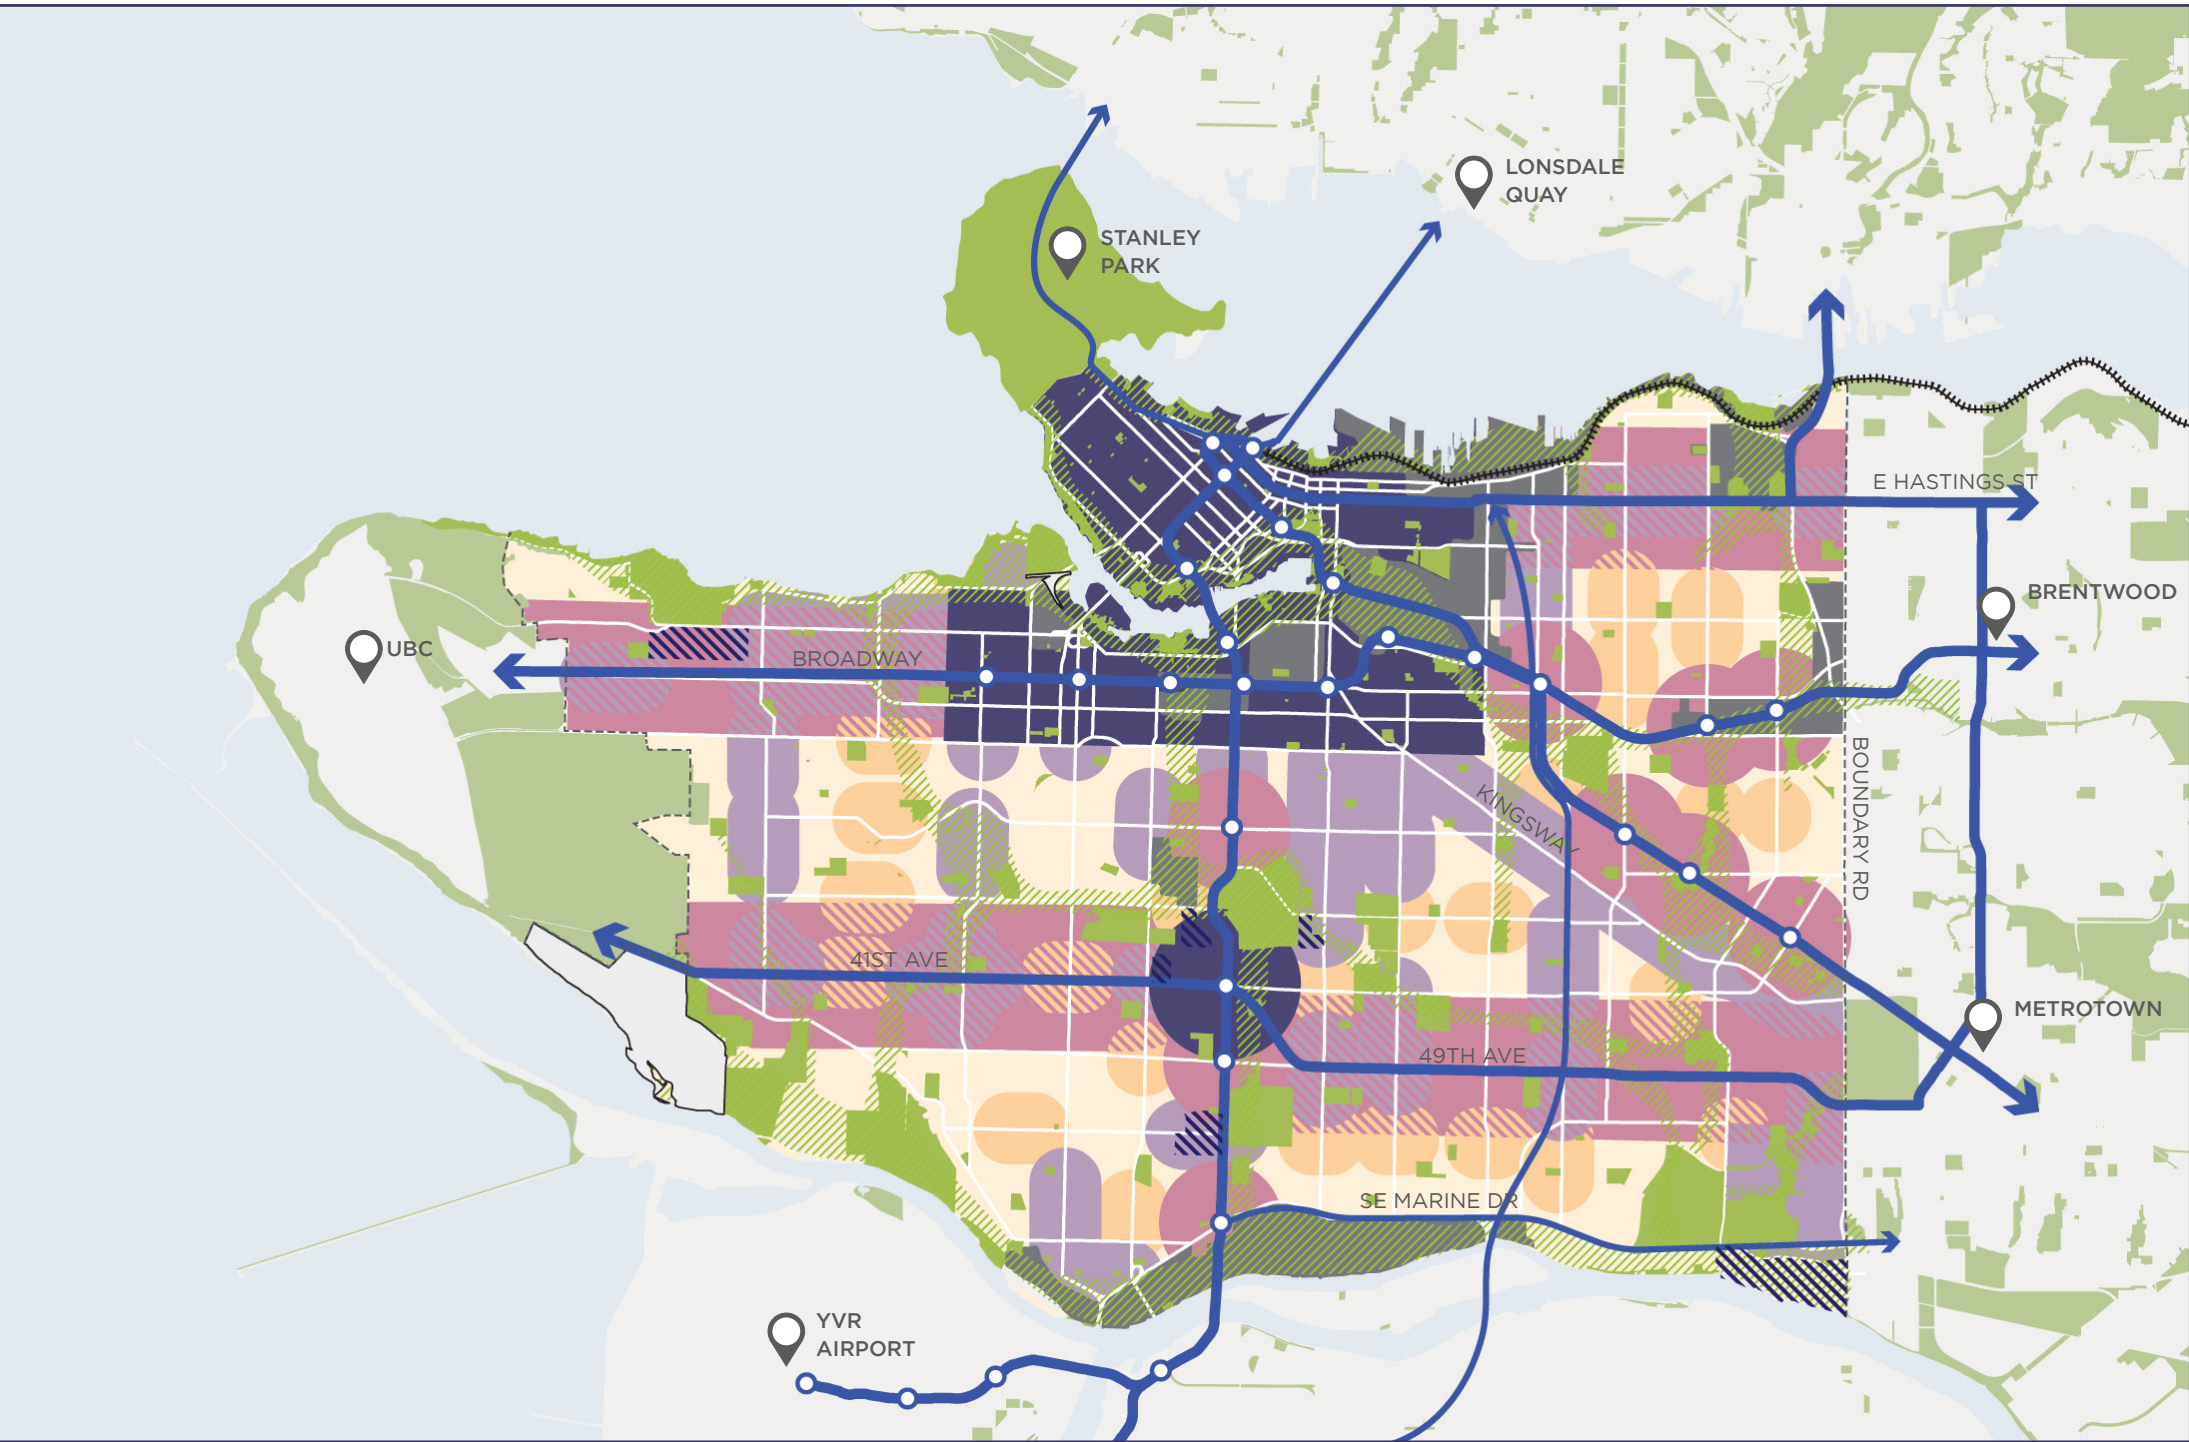 LONSDALE
QUAY
STANLEY
PARK
E HASTINGS ST
BRENTWOOD
UBC
BROADWAY
BOUNDARY RD
KINGSWAY
41ST AVE
METROTOWN
49TH AVE
SE MARINE DR
YVR
AIRPORT